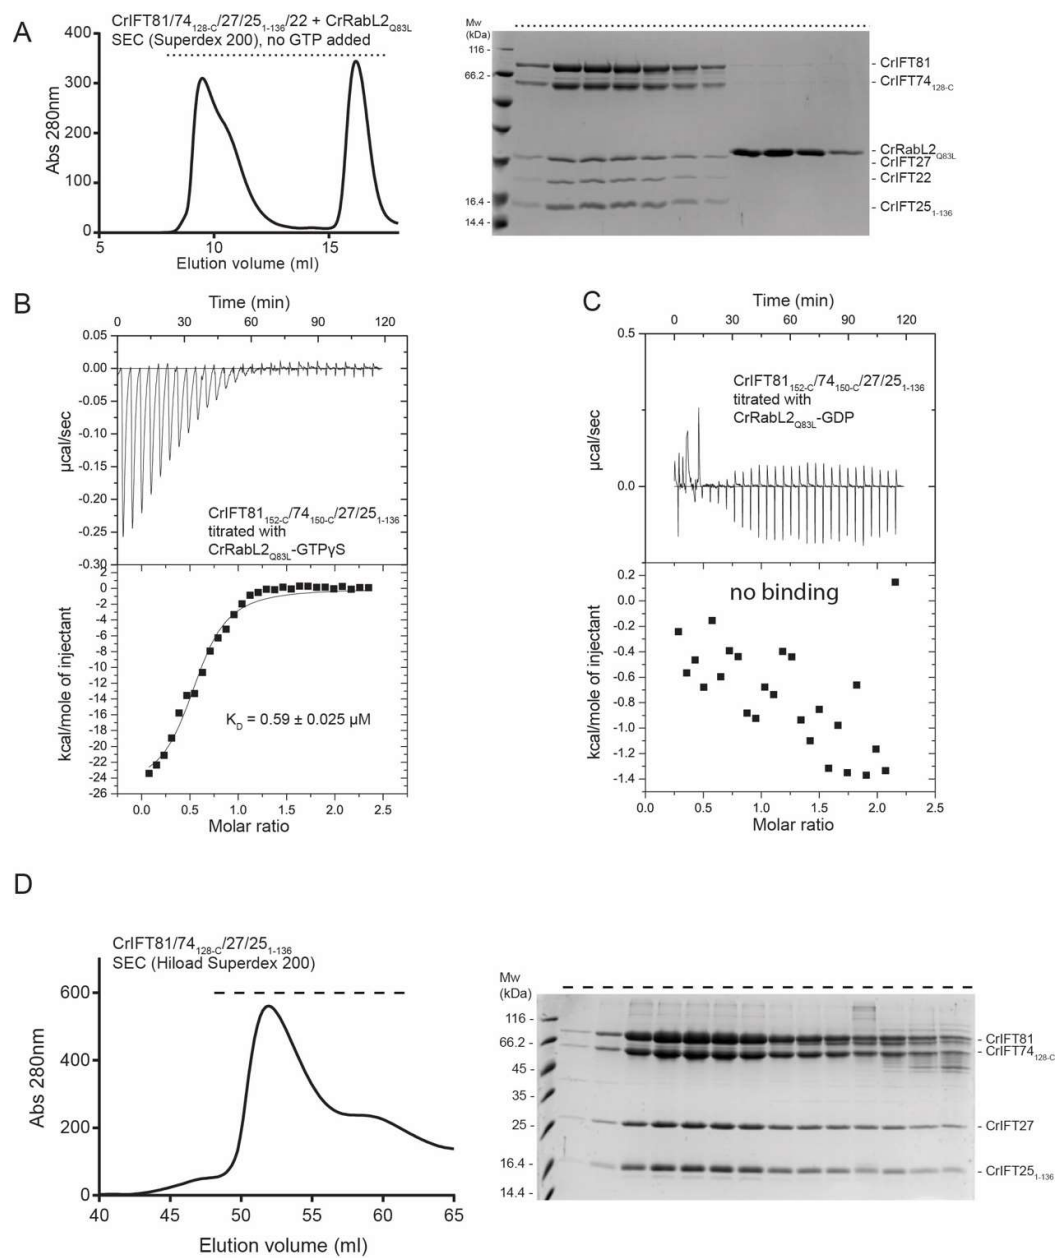 A
CrIFT81/74128-C/27/251-136/22 + CrRabL2Q83L
SEC (Superdex 200), no GTP added
400
300
200
100
0
Abs 280nm
5
10
15
Elution volume (ml)
Mw
(kDa)
116 -
66.2 -
16.4 -
14.4 -
- CrIFT81
- CrIFT74128-C
- CrRabL2Q83L
- CrIFT27
- CrIFT22
- CrIFT251-136
B
Time (min)
0 30 60 90 120
0.05
0.00
-0.05
-0.10
-0.15
-0.20
-0.25
-0.30
µcal/sec
CrIFT81152-C/74150-C/27/251-136
titrated with
CrRabL2Q83L-GTPγS
2
0
-2
-4
-6
-8
-10
-12
-14
-16
-18
-20
-22
-24
-26
kcal/mole of injectant
KD = 0.59 ± 0.025 µM
0.0 0.5 1.0 1.5 2.0 2.5
Molar ratio
C
Time (min)
0 30 60 90 120
0.5
0.0
µcal/sec
CrIFT81152-C/74150-C/27/251-136
titrated with
CrRabL2Q83L-GDP
0.2
0.0
-0.2
-0.4
-0.6
-0.8
-1.0
-1.2
-1.4
kcal/mole of injectant
no binding
0.0 0.5 1.0 1.5 2.0 2.5
Molar ratio
D
CrIFT81/74128-C/27/251-136
SEC (Hiload Superdex 200)
600
400
200
0
Abs 280nm
40 45 50 55 60 65
Elution volume (ml)
Mw
(kDa)
116 -
66.2 -
45 -
35 -
25 -
16.4 -
14.4 -
- CrIFT81
- CrIFT74128-C
- CrIFT27
- CrIFT251-136